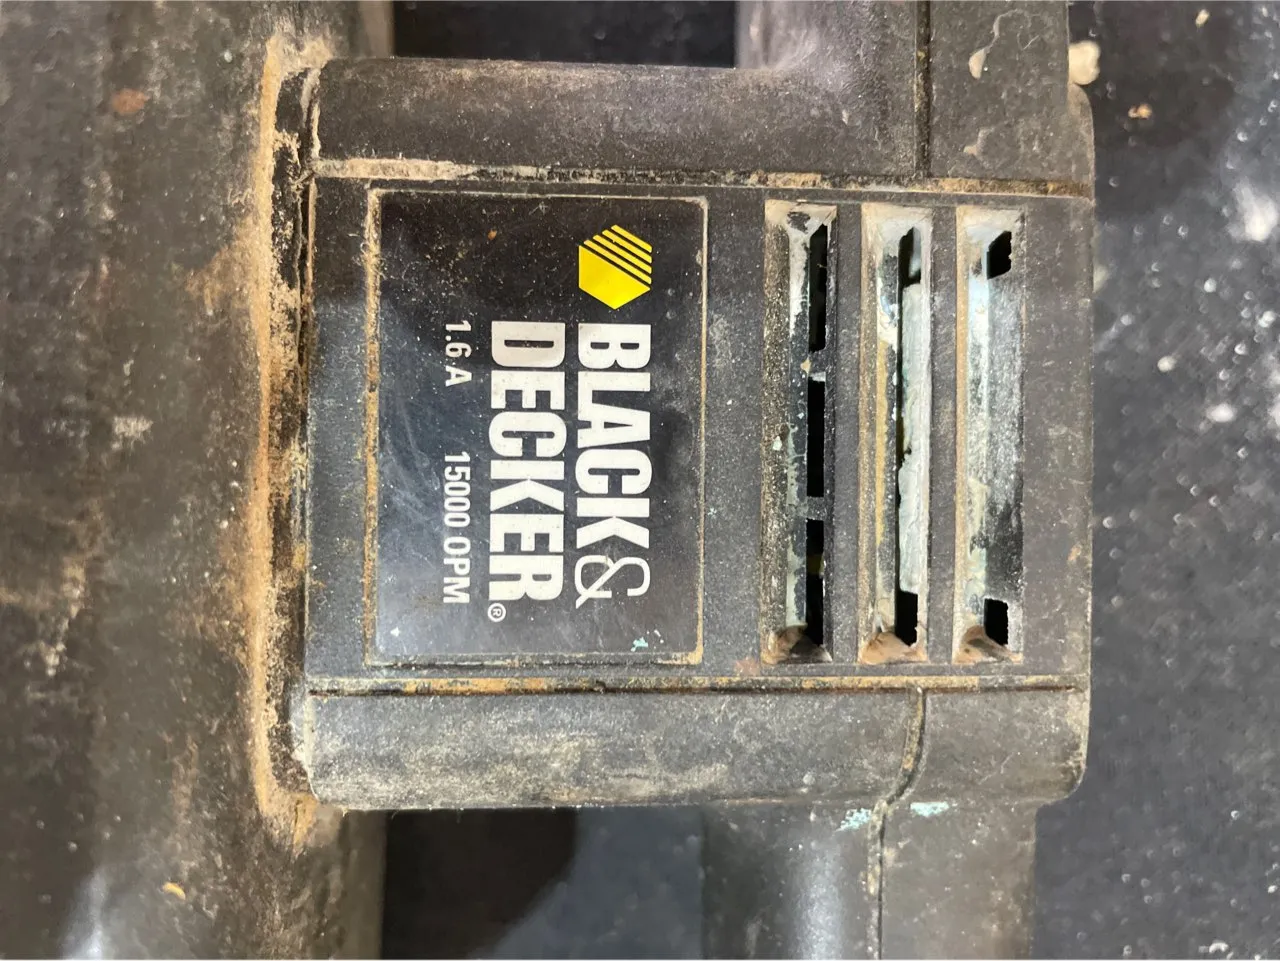 BLACK&
DECKER®
1.6 A 15000 OPM